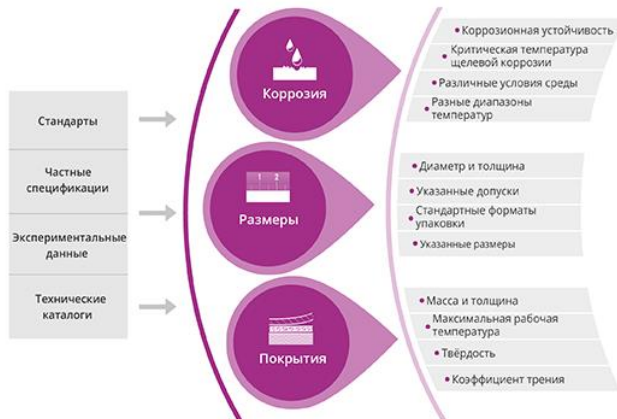 Стандарты
Частные
спецификации
Экспериментальные
данные
Технические
каталоги
Коррозия
Коррозионная устойчивость
Критическая температура
щелевой коррозии
Различные условия среды
Разные диапазоны
температур
1 2
Размеры
Диаметр и толщина
Указанные допуски
Стандартные форматы
упаковки
Указанные размеры
Покрытия
Масса и толщина
Максимальная рабочая
температура
Твёрдость
Коэффициент трения